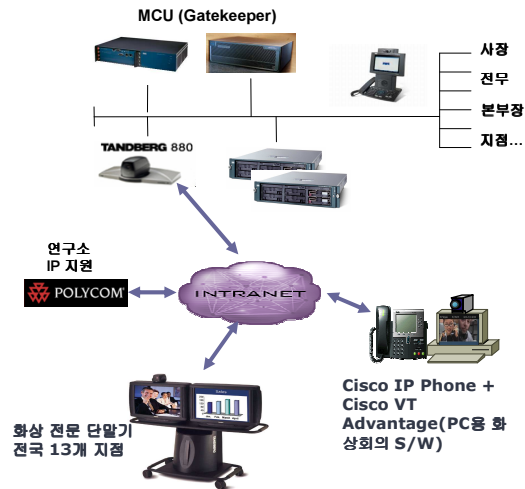 MCU (Gatekeeper)
사장
전무
본부장
지점...
TANDBERG 880
연구소
IP 지원
POLYCOM
INTRANET
Cisco IP Phone +
Cisco VT
Advantage(PC용 화
상회의 S/W)
화상 전문 단말기
전국 13개 지점